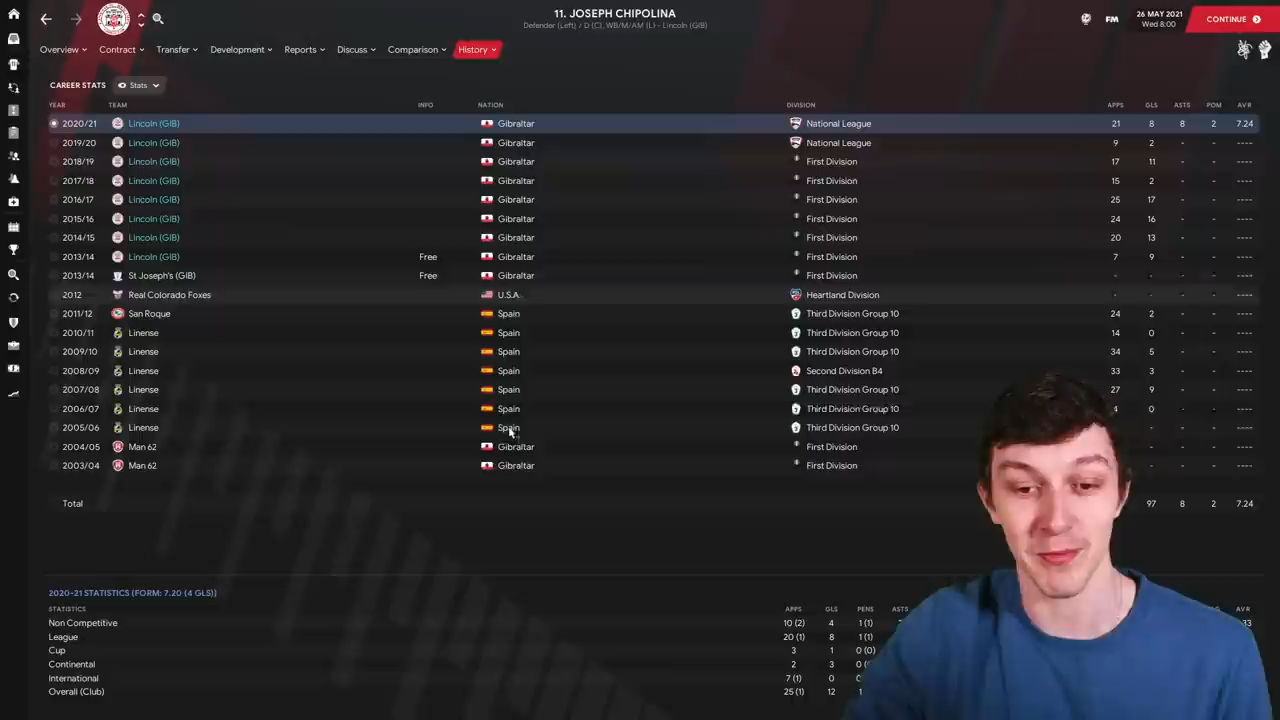 11. JOSEPH CHIPOLINA
Defender (Left) / D (C), WB/M/AM (L) - Lincoln (GIB)
FM
26 MAY 2021
Wed 8:00
CONTINUE
Overview Contract Transfer Development Reports Discuss Comparison History
CAREER STATS Stats
YEAR TEAM INFO NATION DIVISION APPS GLS ASTS POM AVR
2020/21 Lincoln (GIB) Gibraltar National League 21 8 8 2 7.24
2019/20 Lincoln (GIB) Gibraltar National League 9 2 - - ----
2018/19 Lincoln (GIB) Gibraltar First Division 17 11 - - ----
2017/18 Lincoln (GIB) Gibraltar First Division 15 2 - - ----
2016/17 Lincoln (GIB) Gibraltar First Division 25 17 - - ----
2015/16 Lincoln (GIB) Gibraltar First Division 24 16 - - ----
2014/15 Lincoln (GIB) Gibraltar First Division 20 13 - - ----
2013/14 Lincoln (GIB) Free Gibraltar First Division 7 9 - - ----
2013/14 St Joseph's (GIB) Free Gibraltar First Division - - - - ----
2012 Real Colorado Foxes U.S.A. Heartland Division - - - - ----
2011/12 San Roque Spain Third Division Group 10 24 2 - - ----
2010/11 Linense Spain Third Division Group 10 14 0 - - ----
2009/10 Linense Spain Third Division Group 10 34 5 - - ----
2008/09 Linense Spain Second Division B4 33 3 - - ----
2007/08 Linense Spain Third Division Group 10 27 9 - - ----
2006/07 Linense Spain Third Division Group 10 4 0 - - ----
2005/06 Linense Spain Third Division Group 10 - - - ----
2004/05 Man 62 Gibraltar First Division - - - ----
2003/04 Man 62 Gibraltar First Division - - - ----
Total 97 8 2 7.24
2020-21 STATISTICS (FORM: 7.20 (4 GLS))
STATISTICS APPS GLS PENS ASTS AVR
Non Competitive 10 (2) 4 1 (1)
League 20 (1) 8 1 (1)
Cup 3 1 0 (0)
Continental 2 3
International 7 (1) 0
Overall (Club) 25 (1) 12